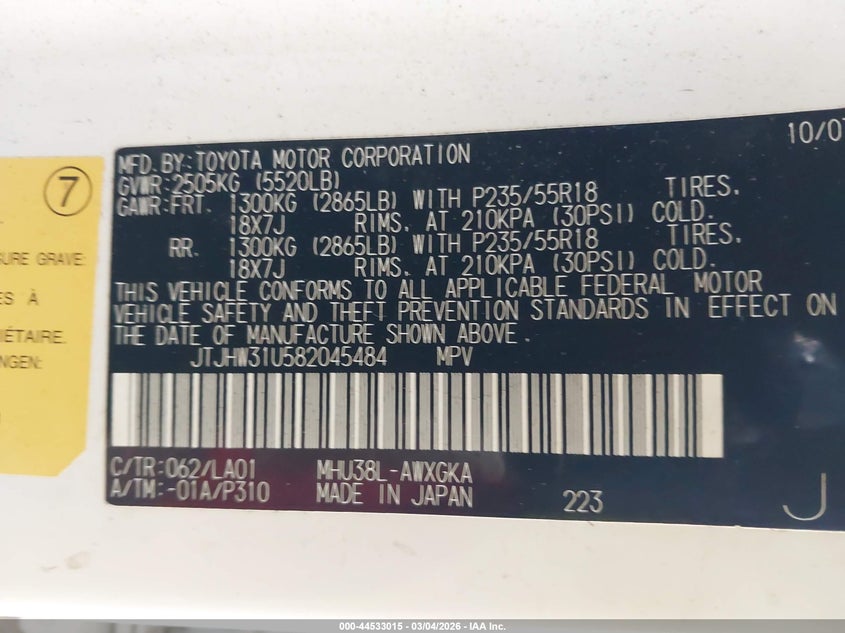 10/07
MFD.BY:TOYOTA MOTOR CORPORATION
GVWR:2505KG (5520LB)
GAWR:FRT. 1300KG (2865LB) WITH P235/55R18 TIRES.
18X7J RIMS. AT 210KPA (30PSI) COLD.
RR. 1300KG (2865LB) WITH P235/55R18 TIRES.
18X7J RIMS. AT 210KPA (30PSI) COLD.
THIS VEHICLE CONFORMS TO ALL APPLICABLE FEDERAL MOTOR
VEHICLE SAFETY AND THEFT PREVENTION STANDARDS IN EFFECT ON
THE DATE OF MANUFACTURE SHOWN ABOVE.
JTJHW31U582045484 MPV
C/TR:062/LA01 MHU38L-AWXGKA
A/TM:-01A/P310 MADE IN JAPAN 223 J
7
GRAVE:
À
000-44533015 - 03/04/2026 - IAA Inc.